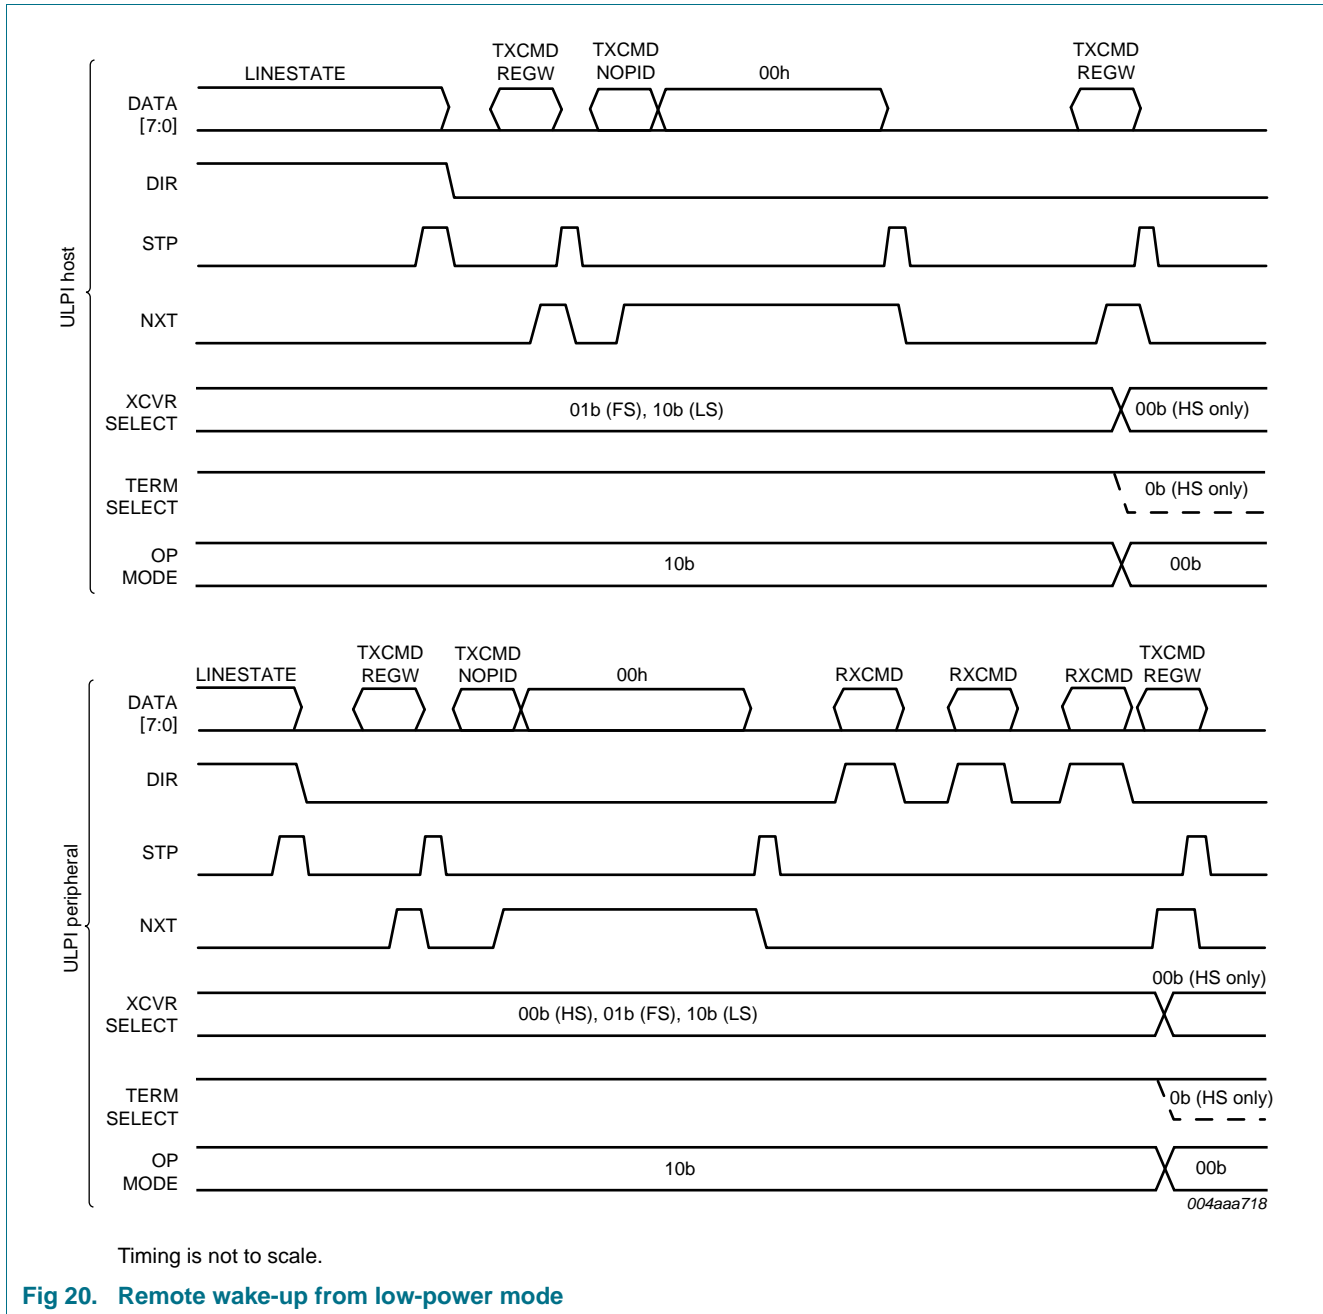 ULPI host
TXCMD REGW
TXCMD NOPID
00h
TXCMD REGW
LINESTATE
DATA [7:0]
DIR
STP
NXT
XCVR SELECT
01b (FS), 10b (LS)
00b (HS only)
TERM SELECT
0b (HS only)
OP MODE
10b
00b
ULPI peripheral
LINESTATE
TXCMD REGW
TXCMD NOPID
00h
RXCMD
RXCMD
RXCMD
TXCMD REGW
DATA [7:0]
DIR
STP
NXT
XCVR SELECT
00b (HS), 01b (FS), 10b (LS)
00b (HS only)
TERM SELECT
0b (HS only)
OP MODE
10b
00b
004aaa718
Timing is not to scale.
Fig 20. Remote wake-up from low-power mode